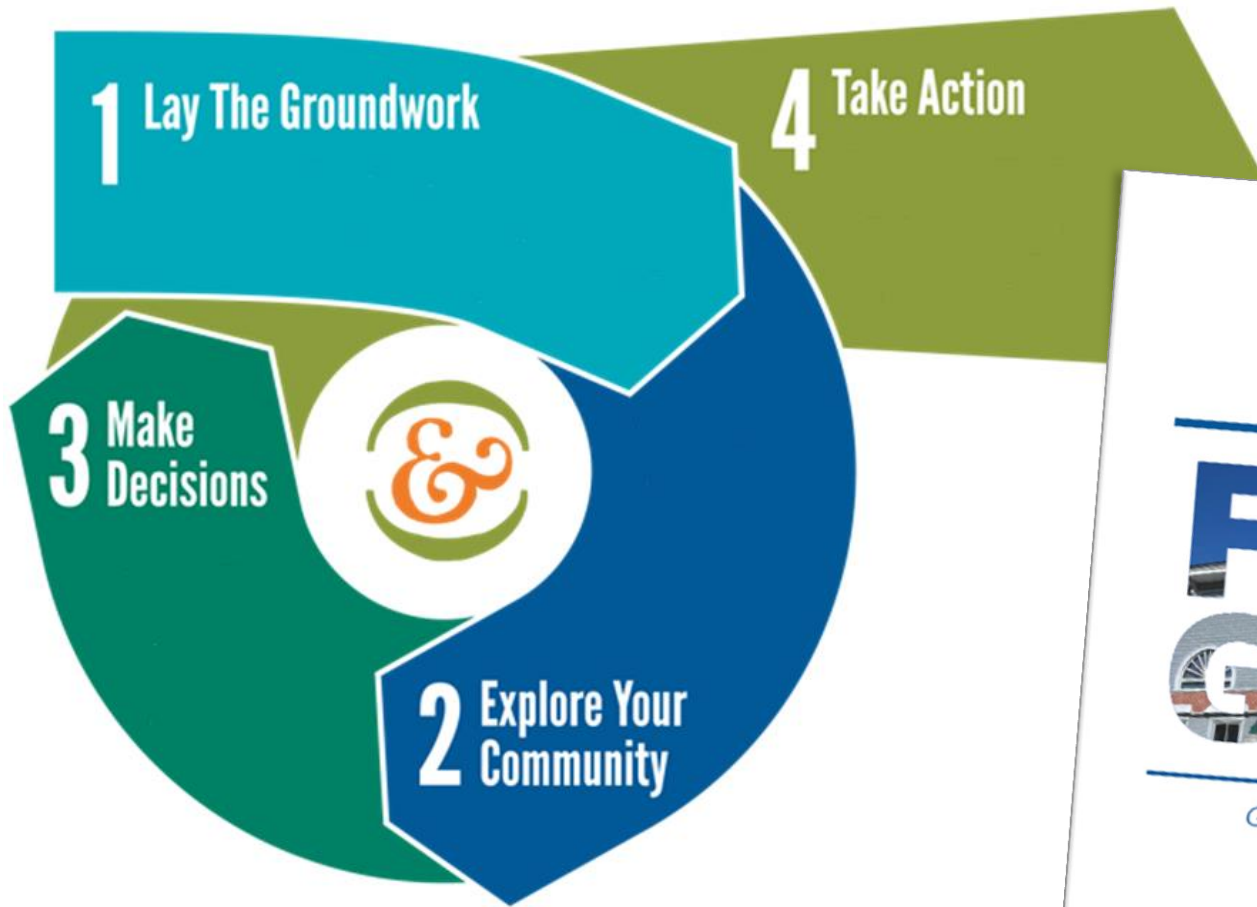 1 Lay The Groundwork
4 Take Action
3 Make
Decisions
&
2 Explore Your
Community